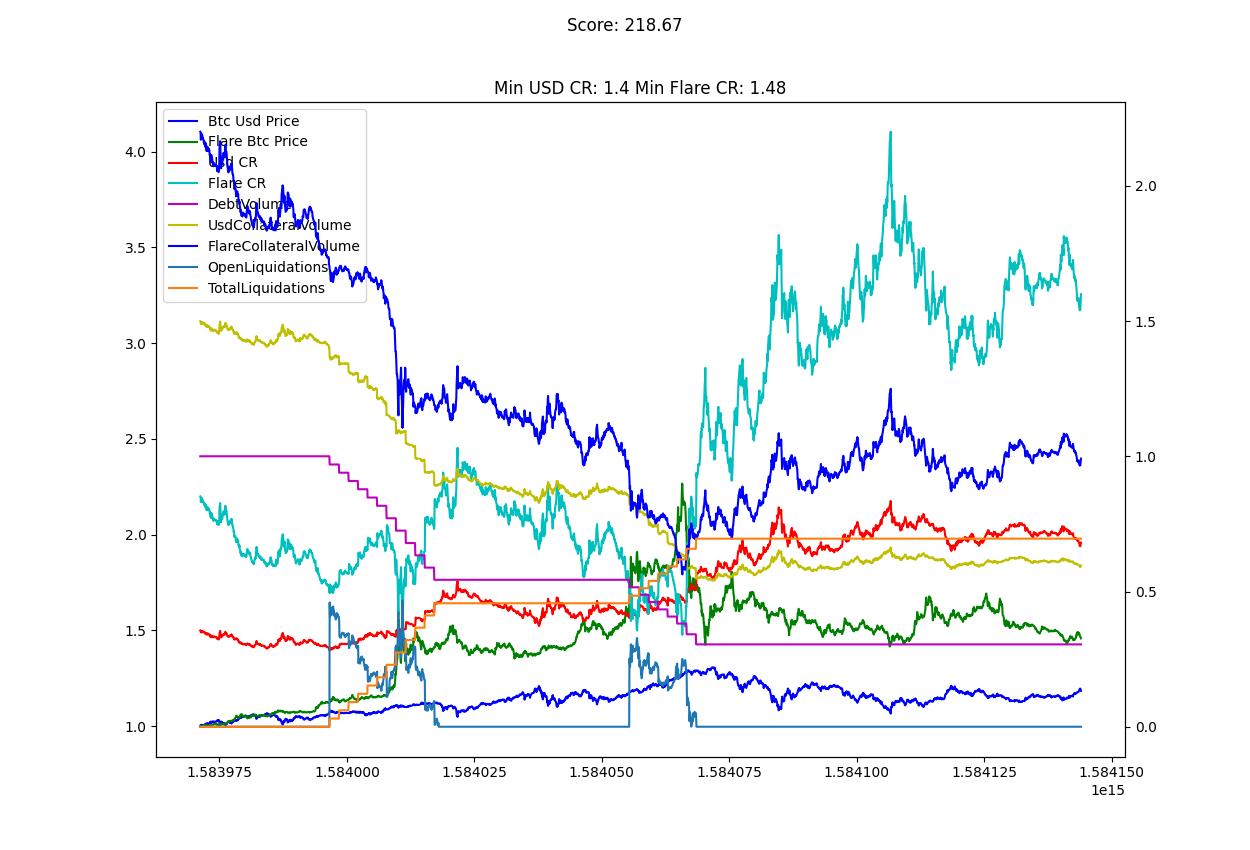 Score: 218.67
Min USD CR: 1.4 Min Flare CR: 1.48
Btc Usd Price
Flare Btc Price
Usd CR
Flare CR
DebtVolume
UsdCollateralVolume
FlareCollateralVolume
OpenLiquidations
TotalLiquidations
4.0
3.5
3.0
2.5
2.0
1.5
1.0
2.0
1.5
1.0
0.5
0.0
1.583975 1.584000 1.584025 1.584050 1.584075 1.584100 1.584125 1.584150
1e15